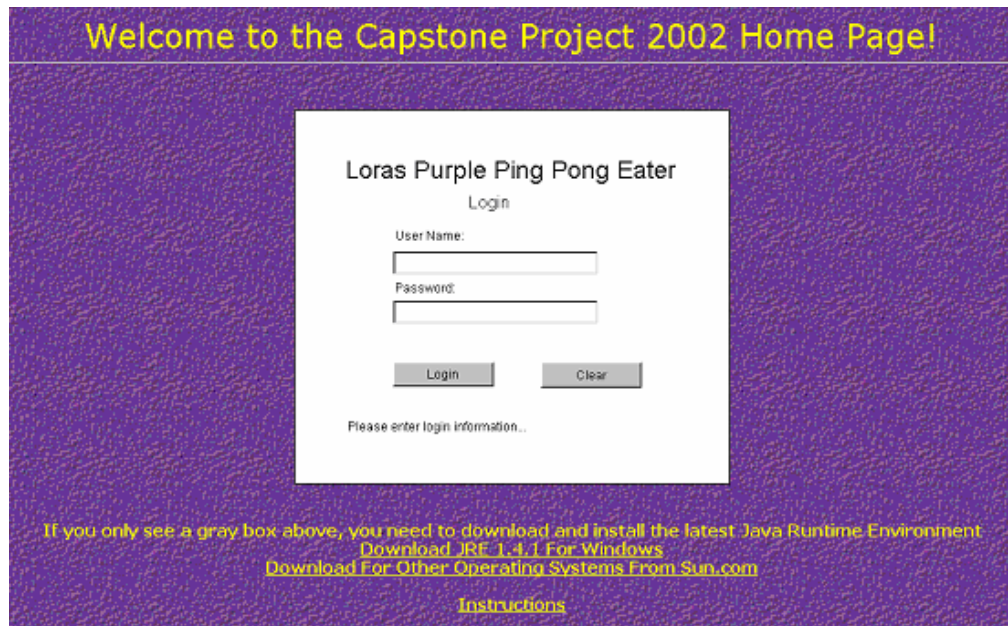 Welcome to the Capstone Project 2002 Home Page!
Loras Purple Ping Pong Eater
Login
User Name:
Password:
Login Clear
Please enter login information...
If you only see a gray box above, you need to download and install the latest Java Runtime Environment
Download JRE 1.4.1 For Windows
Download For Other Operating Systems From Sun.com
Instructions